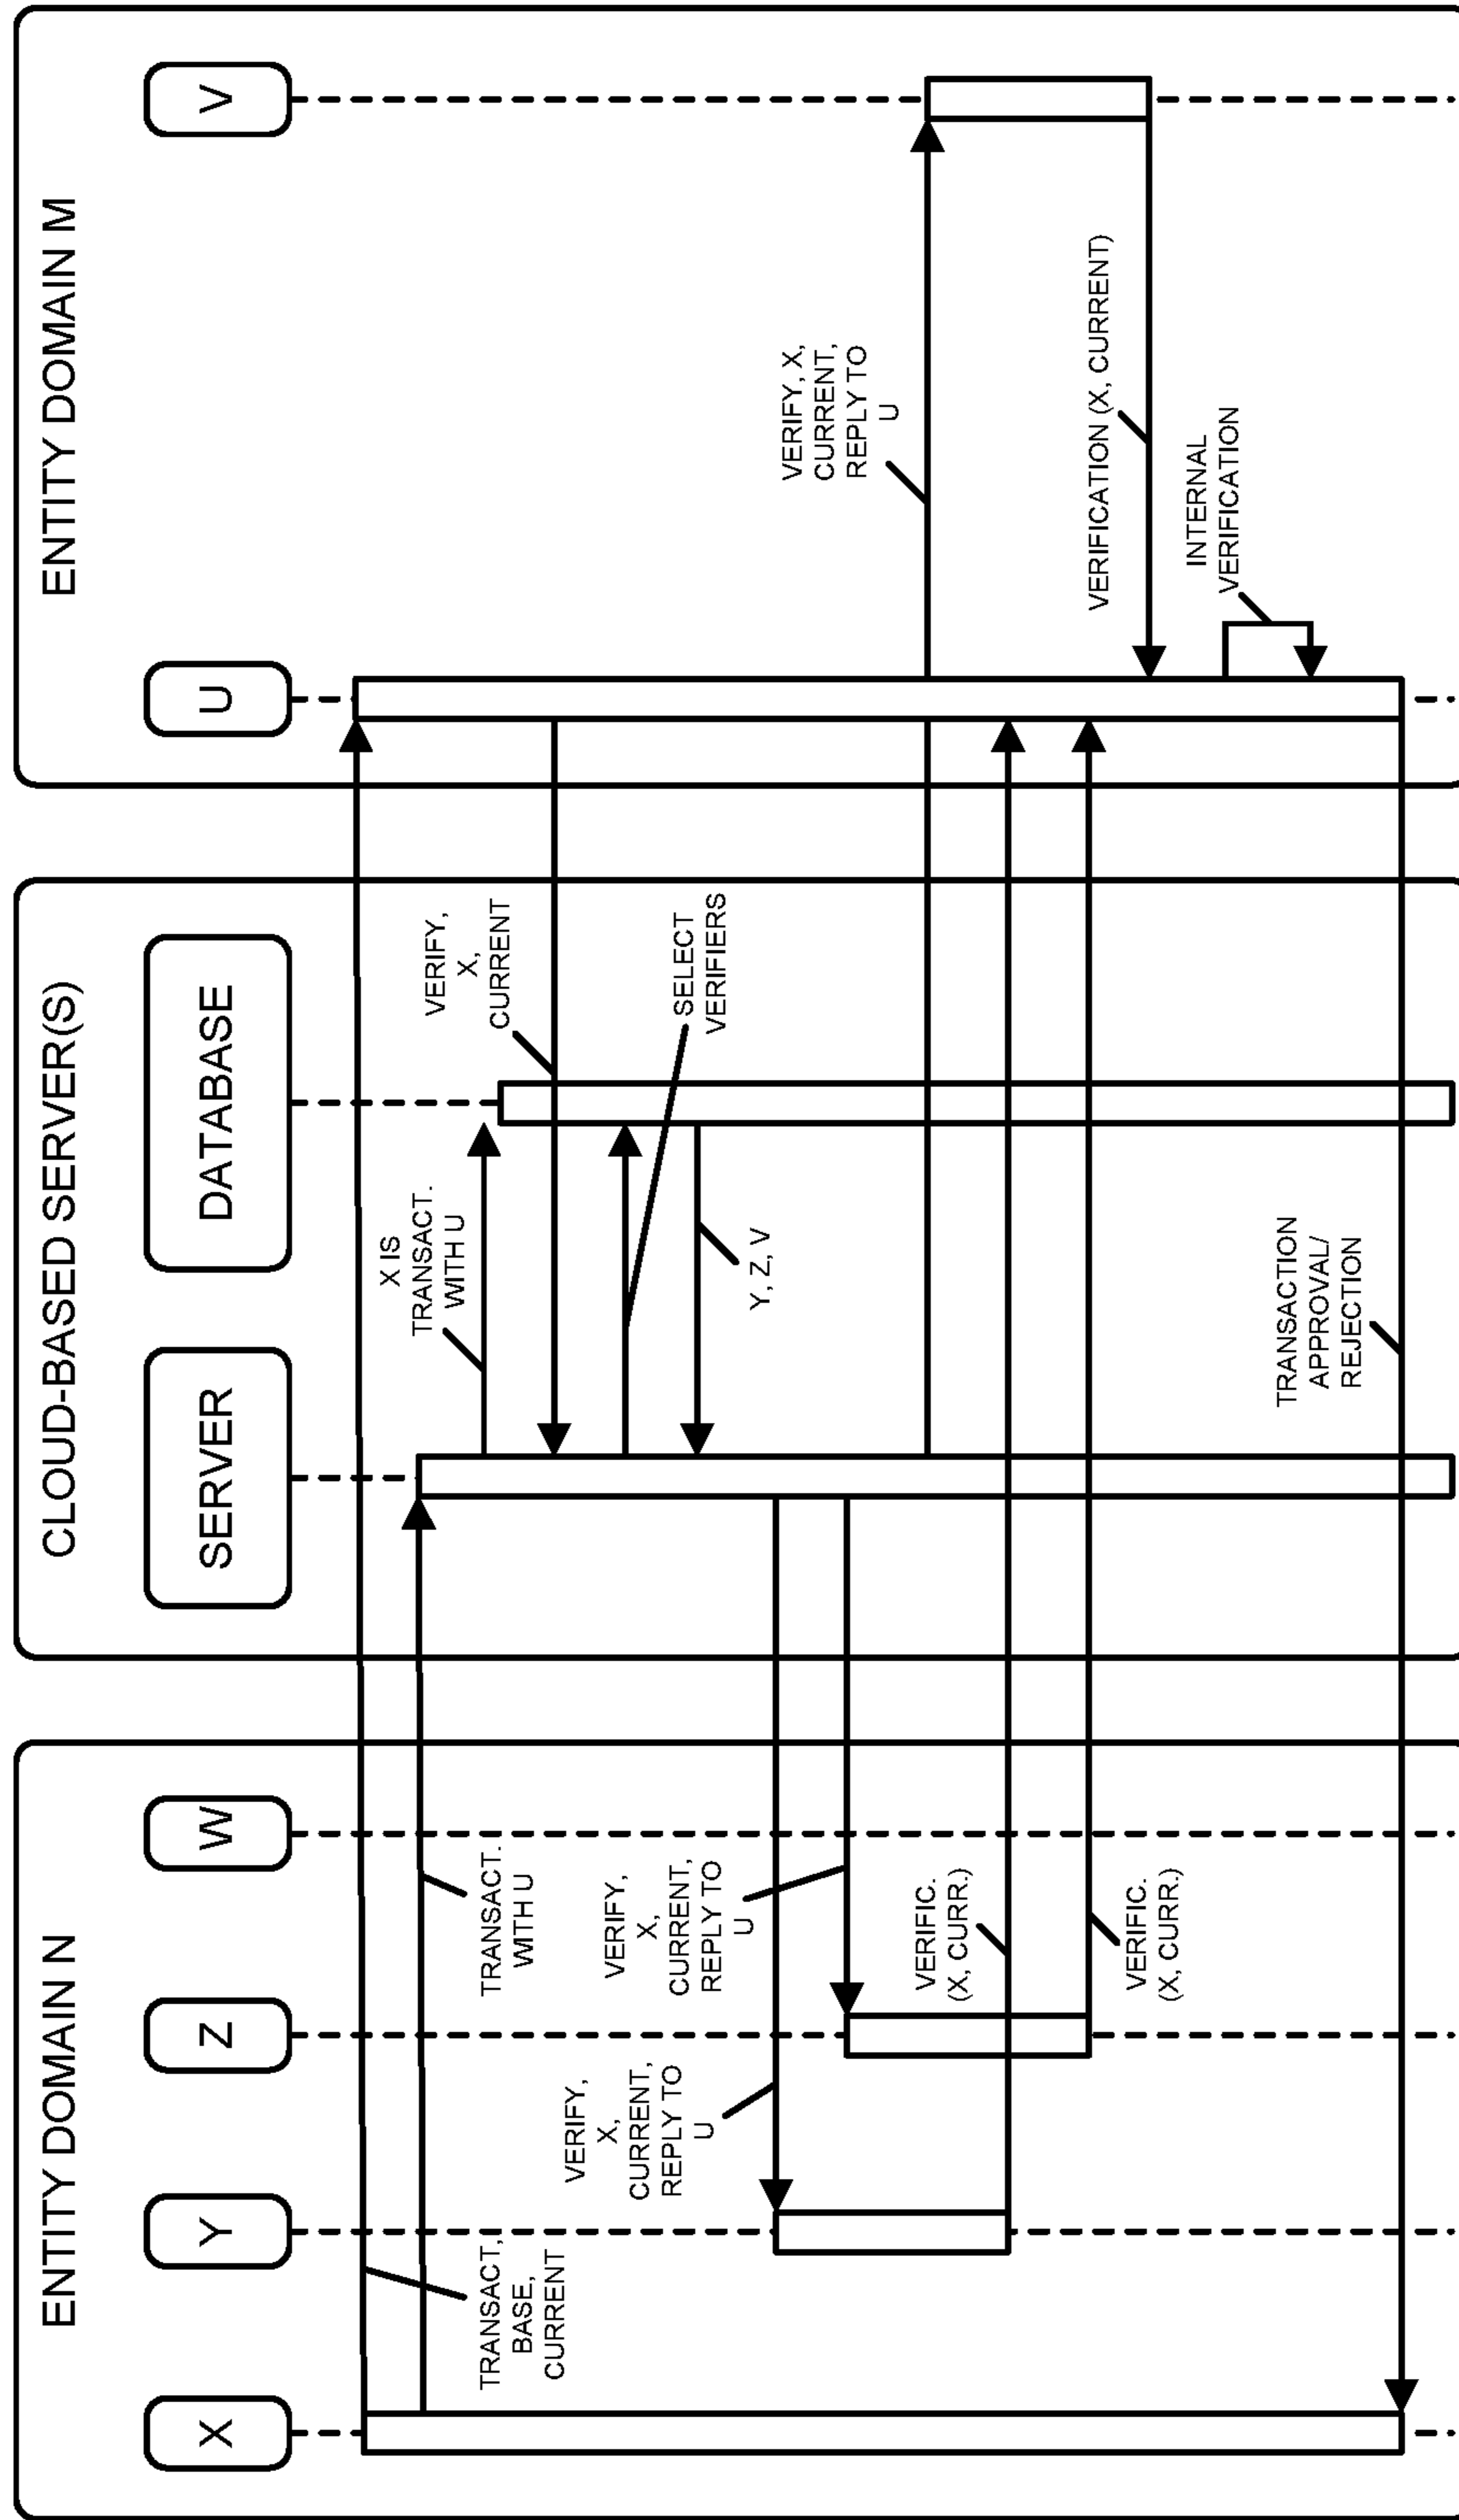 ENTITY DOMAIN N
X
Y
Z
W
CLOUD-BASED SERVER(S)
SERVER
DATABASE
ENTITY DOMAIN M
U
V
TRANSACT,
BASE,
CURRENT
TRANSACT.
WITH U
X IS
TRANSACT.
WITH U
VERIFY,
X,
CURRENT
SELECT
VERIFIERS
Y, Z, V
VERIFY,
X,
CURRENT,
REPLY TO
U
VERIFY,
X,
CURRENT,
REPLY TO
U
VERIFY, X,
CURRENT,
REPLY TO
U
VERIFIC.
(X, CURR.)
VERIFIC.
(X, CURR.)
VERIFICATION (X, CURRENT)
INTERNAL
VERIFICATION
TRANSACTION
APPROVAL/
REJECTION